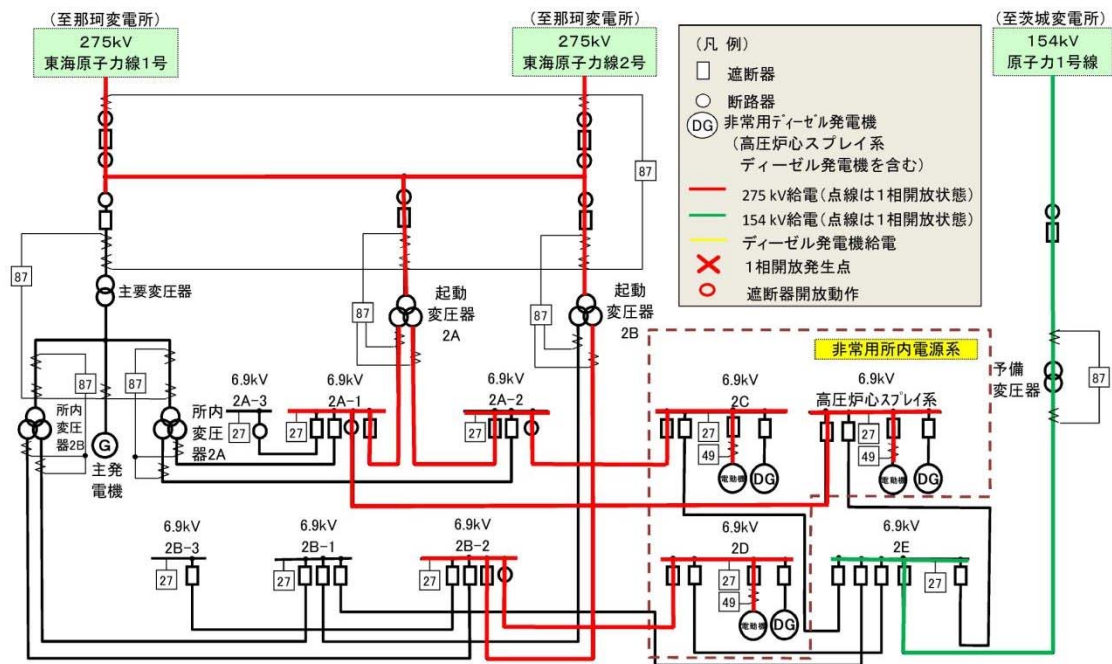 (至那珂変電所)
275kV
東海原子力線1号
(至那珂変電所)
275kV
東海原子力線2号
(至茨城変電所)
154kV
原子力1号線
(凡 例)
遮断器
断路器
DG
非常用ディーゼル発電機
(高圧炉心スプレイ系
ディーゼル発電機を含む)
275 kV給電(点線は1相開放状態)
154 kV給電(点線は1相開放状態)
ディーゼル発電機給電
1相開放発生点
遮断器開放動作
87
87
主要変圧器
87
起動
変圧器
2A
87
起動
変圧器
2B
非常用所内電源系
予備
変圧器
87
87
87
所内
変圧
器2B
G
主発
電機
所内
変圧
器2A
6.9kV
2A-3
27
6.9kV
2A-1
27
6.9kV
2A-2
27
6.9kV
2C
27
49
電動機
DG
6.9kV
高圧炉心スプレイ系
27
49
電動機
DG
6.9kV
2B-3
27
6.9kV
2B-1
27
6.9kV
2B-2
27
6.9kV
2D
27
49
電動機
DG
6.9kV
2E
27